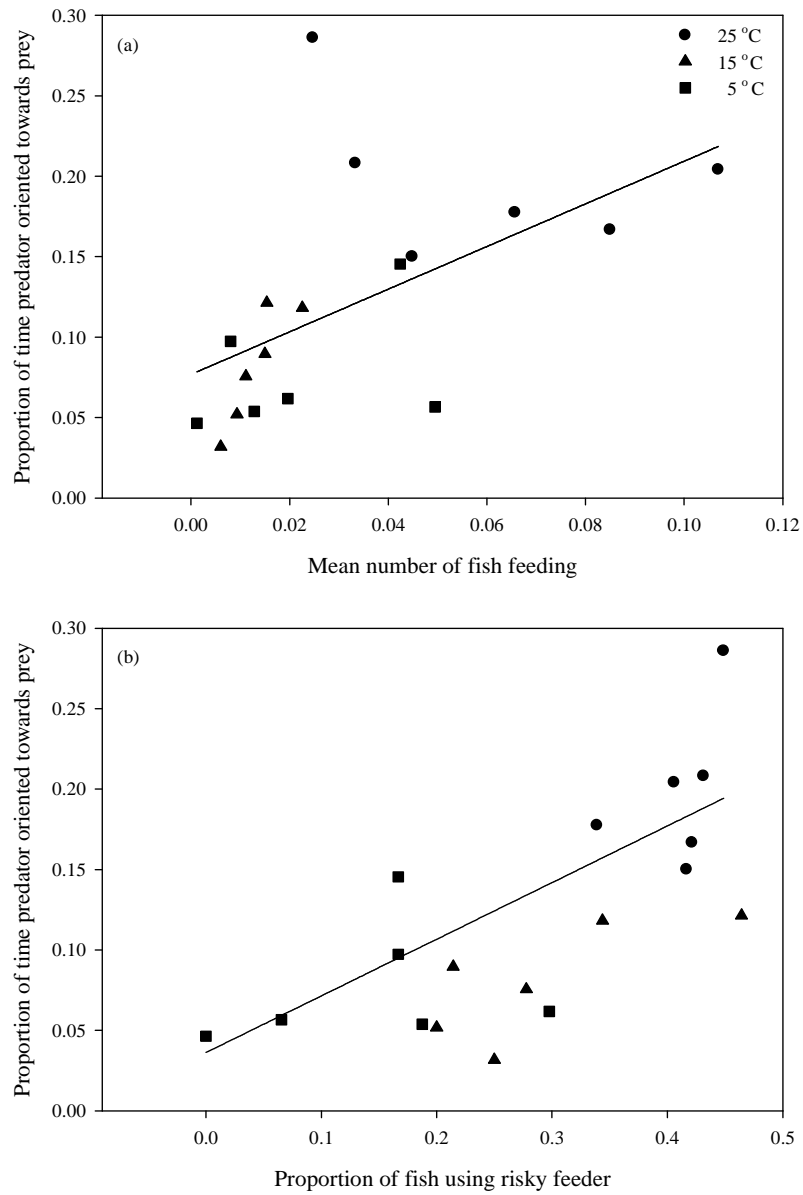 0.30
(a)
25 °C
15 °C
5 °C
0.25
0.20
0.15
0.10
0.05
0.00
Proportion of time predator oriented towards prey
0.00 0.02 0.04 0.06 0.08 0.10 0.12
Mean number of fish feeding
0.30
(b)
0.25
0.20
0.15
0.10
0.05
0.00
Proportion of time predator oriented towards prey
0.0 0.1 0.2 0.3 0.4 0.5
Proportion of fish using risky feeder